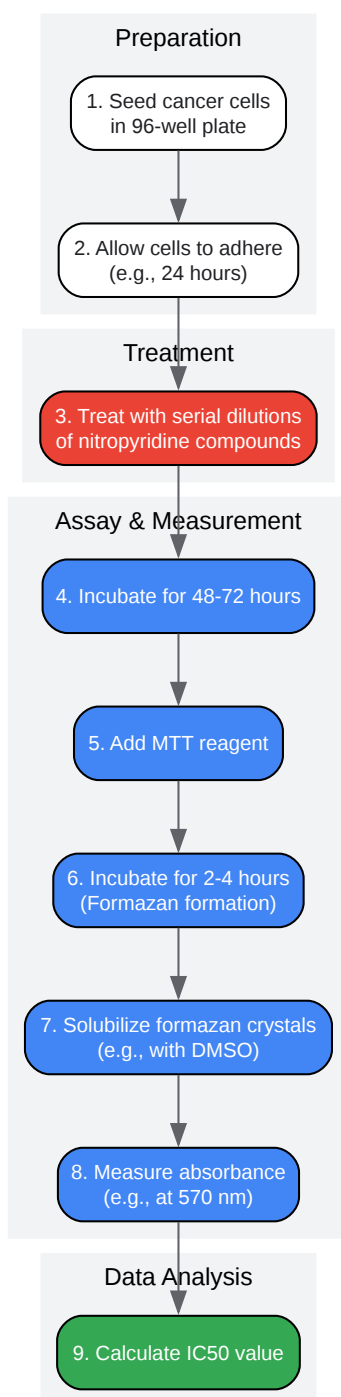 Preparation
1. Seed cancer cells
in 96-well plate
2. Allow cells to adhere
(e.g., 24 hours)
Treatment
3. Treat with serial dilutions
of nitropyridine compounds
Assay & Measurement
4. Incubate for 48-72 hours
5. Add MTT reagent
6. Incubate for 2-4 hours
(Formazan formation)
7. Solubilize formazan crystals
(e.g., with DMSO)
8. Measure absorbance
(e.g., at 570 nm)
Data Analysis
9. Calculate IC50 value